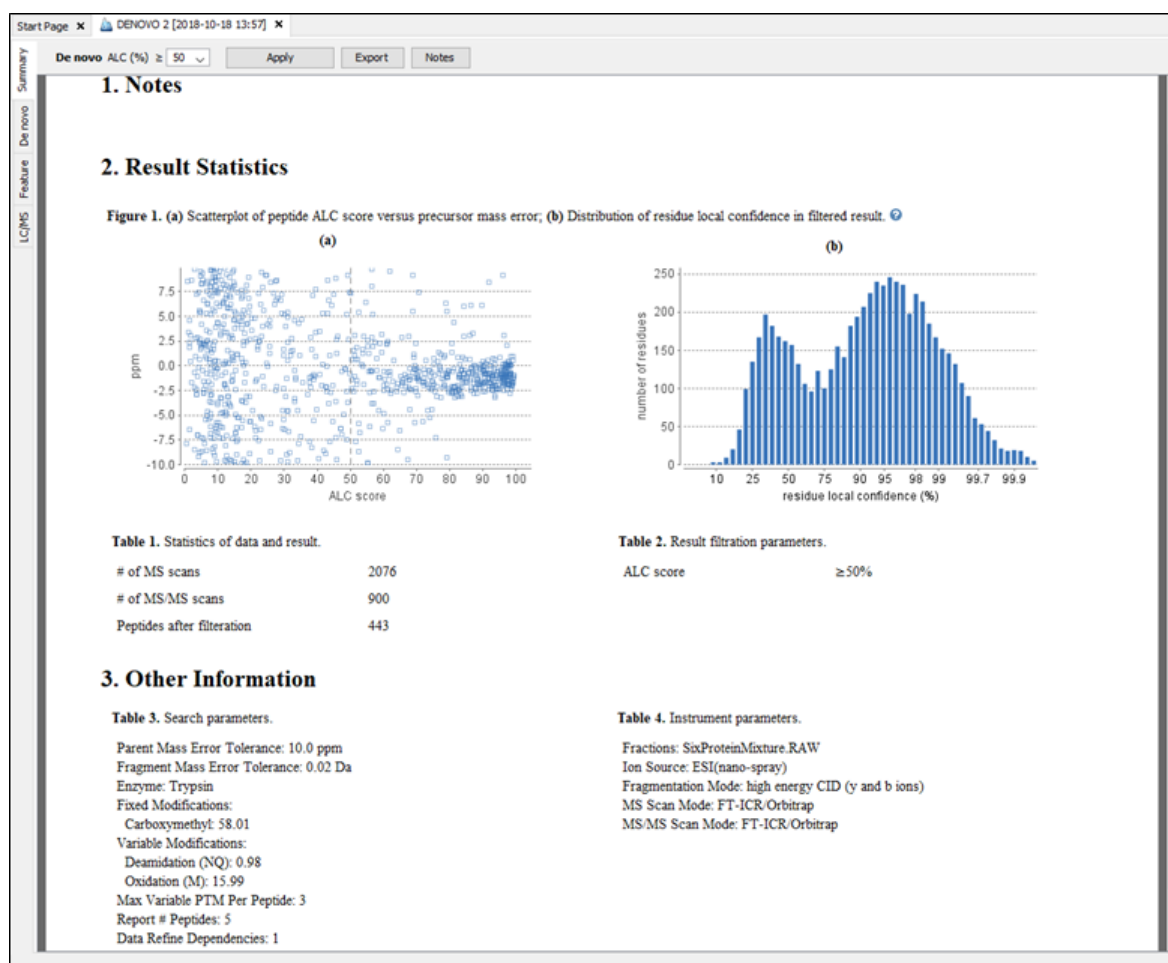 Start Page
DENOVO 2 [2018-10-18 13:57]
Summary
De novo
Feature
LC/MS
De novo ALC (%) ≥ 50 Apply Export Notes
1. Notes
2. Result Statistics
Figure 1. (a) Scatterplot of peptide ALC score versus precursor mass error; (b) Distribution of residue local confidence in filtered result.
(a)
7.5
5.0
2.5
0.0
-2.5
-5.0
-7.5
-10.0
ppm
0 10 20 30 40 50 60 70 80 90 100
ALC score
(b)
250
200
150
100
50
0
number of residues
10 25 50 75 90 95 98 99 99.7 99.9
residue local confidence (%)
Table 1. Statistics of data and result.
# of MS scans 2076
# of MS/MS scans 900
Peptides after filteration 443
Table 2. Result filtration parameters.
ALC score ≥50%
3. Other Information
Table 3. Search parameters.
Parent Mass Error Tolerance: 10.0 ppm
Fragment Mass Error Tolerance: 0.02 Da
Enzyme: Trypsin
Fixed Modifications:
Carboxymethyl: 58.01
Variable Modifications:
Deamidation (NQ): 0.98
Oxidation (M): 15.99
Max Variable PTM Per Peptide: 3
Report # Peptides: 5
Data Refine Dependencies: 1
Table 4. Instrument parameters.
Fractions: SixProteinMixture.RAW
Ion Source: ESI(nano-spray)
Fragmentation Mode: high energy CID (y and b ions)
MS Scan Mode: FT-ICR/Orbitrap
MS/MS Scan Mode: FT-ICR/Orbitrap